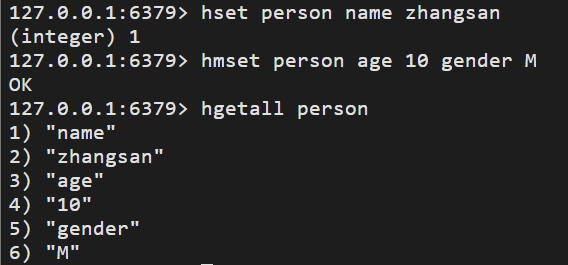 127.0.0.1:6379> hset person name zhangsan
(integer) 1
127.0.0.1:6379> hmset person age 10 gender M
OK
127.0.0.1:6379> hgetall person
1) "name"
2) "zhangsan"
3) "age"
4) "10"
5) "gender"
6) "M"